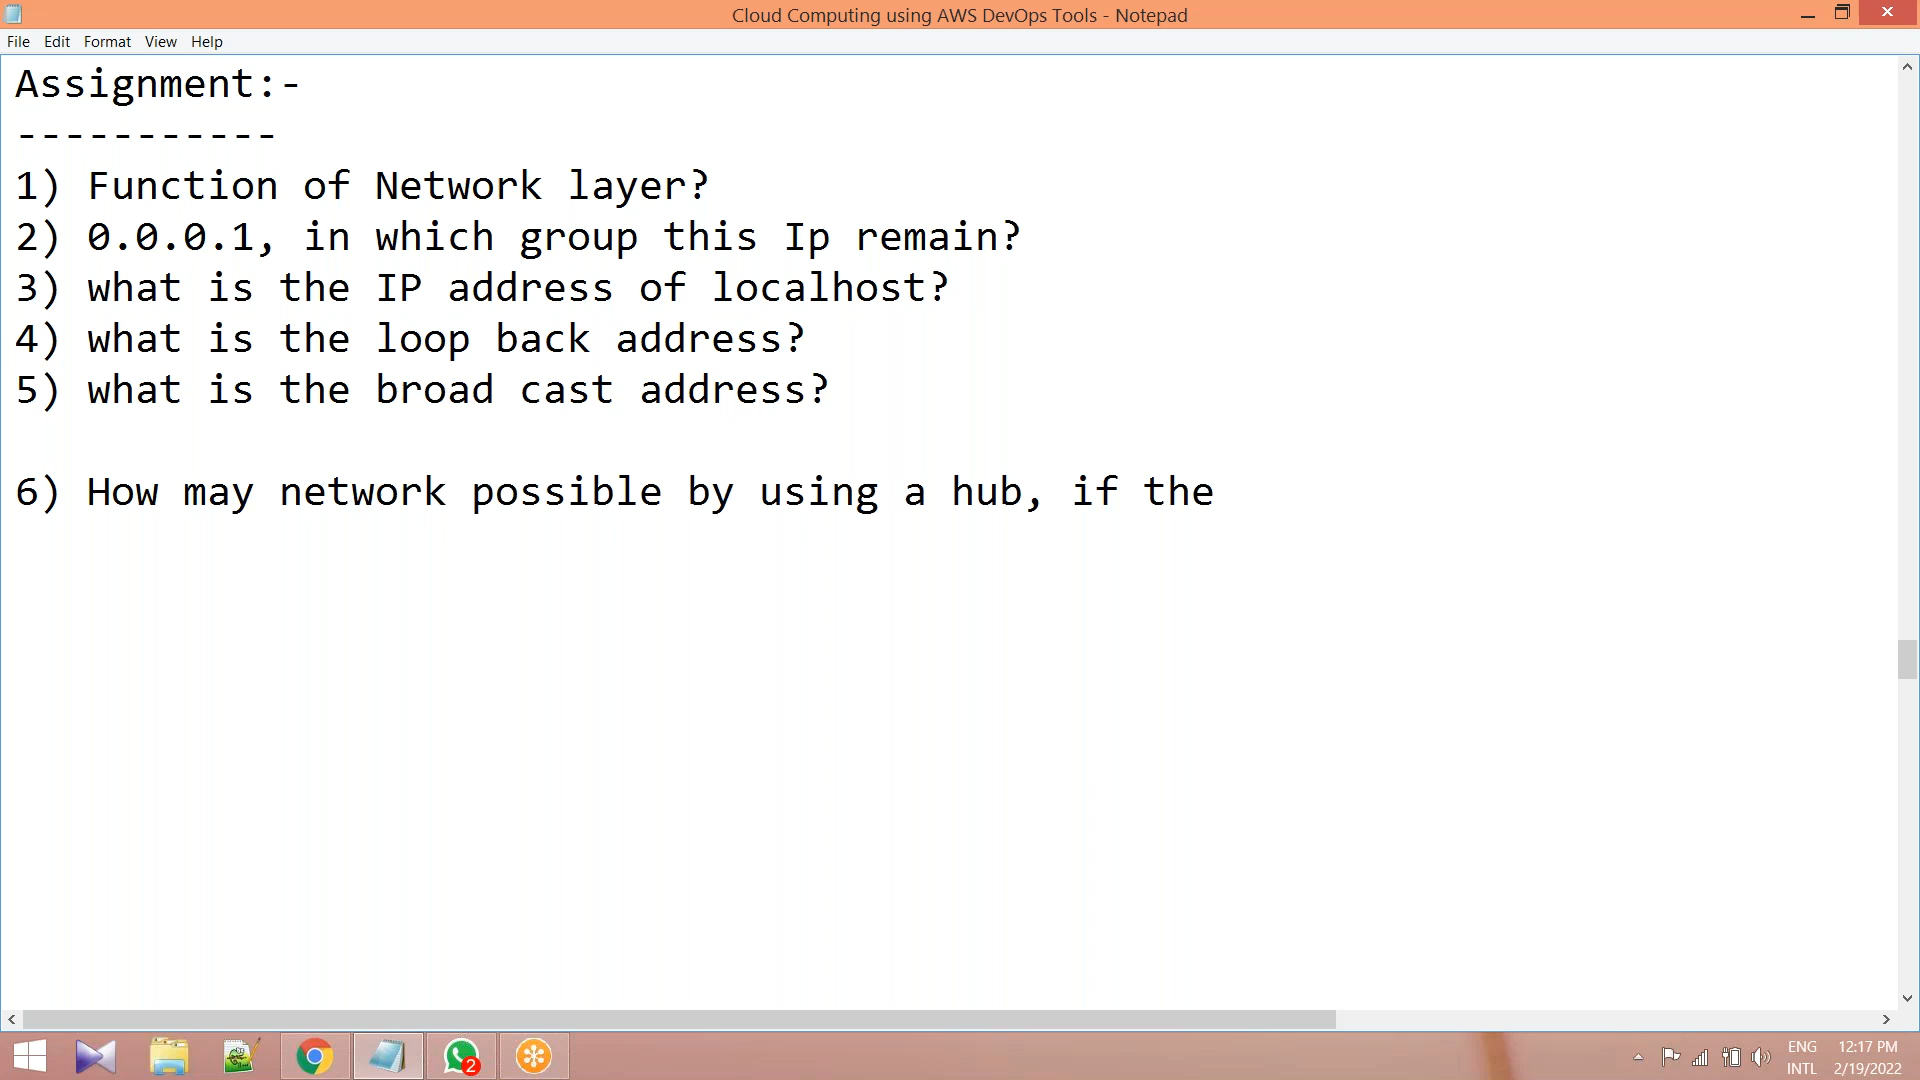 Cloud Computing using AWS DevOps Tools - Notepad
File Edit Format View Help
Assignment:-
-----------
1) Function of Network layer?
2) 0.0.0.1, in which group this Ip remain?
3) what is the IP address of localhost?
4) what is the loop back address?
5) what is the broad cast address?
6) How may network possible by using a hub, if the
2
ENG 12:17 PM
INTL 2/19/2022